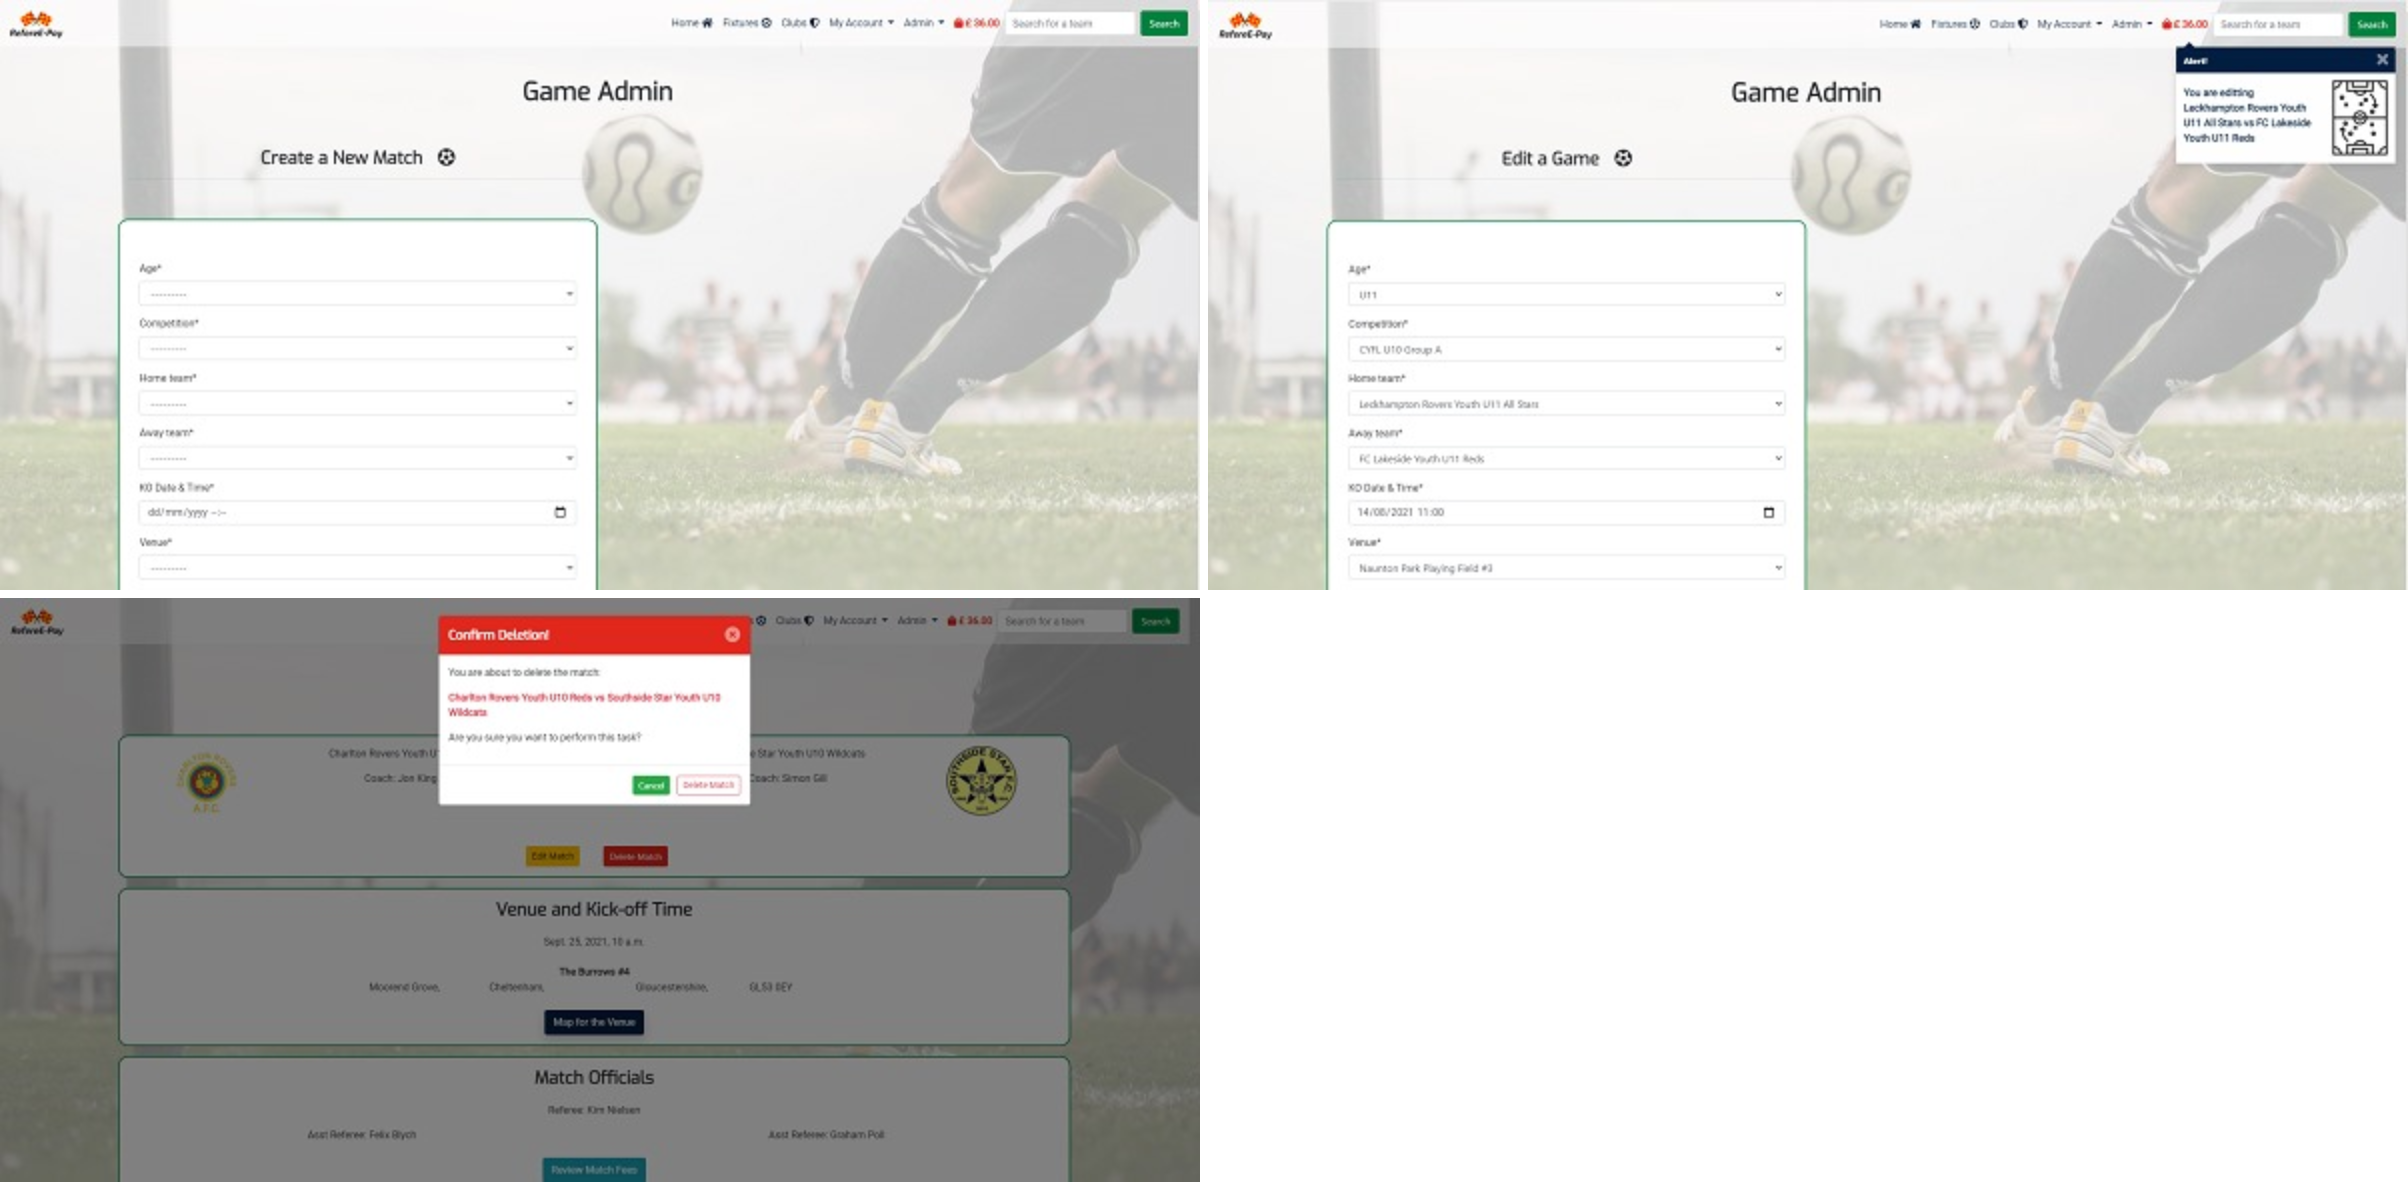 RefereE-Pay
Home Fixtures Clubs My Account Admin £ 36.00 Search for a team Search
Game Admin
Create a New Match
Age*
---------
Competition*
---------
Home team*
---------
Away team*
---------
KO Date & Time*
dd/mm/yyyy --:--
Venue*
---------
RefereE-Pay
Home Fixtures Clubs My Account Admin £ 36.00 Search for a team Search
Alert!
You are editting
Leckhampton Rovers Youth
U11 All Stars vs FC Lakeside
Youth U11 Reds
Game Admin
Edit a Game
Age*
U11
Competition*
CYFL U10 Group A
Home team*
Leckhampton Rovers Youth U11 All Stars
Away team*
FC Lakeside Youth U11 Reds
KO Date & Time*
14/08/2021 11:00
Venue*
Naunton Park Playing Field #3
RefereE-Pay
s Clubs My Account Admin £ 36.00 Search for a team Search
Confirm Deletion!
You are about to delete the match:
Charlton Rovers Youth U10 Reds vs Southside Star Youth U10
Wildcats
Are you sure you want to perform this task?
Cancel Delete Match
CHARLTON ROVERS
A.F.C.
Charlton Rovers Youth U1
Coach: Jon King
e Star Youth U10 Wildcats
Coach: Simon Gill
SOUTHSIDE STAR F.C.
Edit Match Delete Match
Venue and Kick-off Time
Sept. 25, 2021, 10 a.m.
The Burrows #4
Moorend Grove, Cheltenham, Gloucestershire, GL53 0EY
Map for the Venue
Match Officials
Referee: Kim Nielsen
Asst Referee: Felix Blych Asst Referee: Graham Poll
Review Match Fees